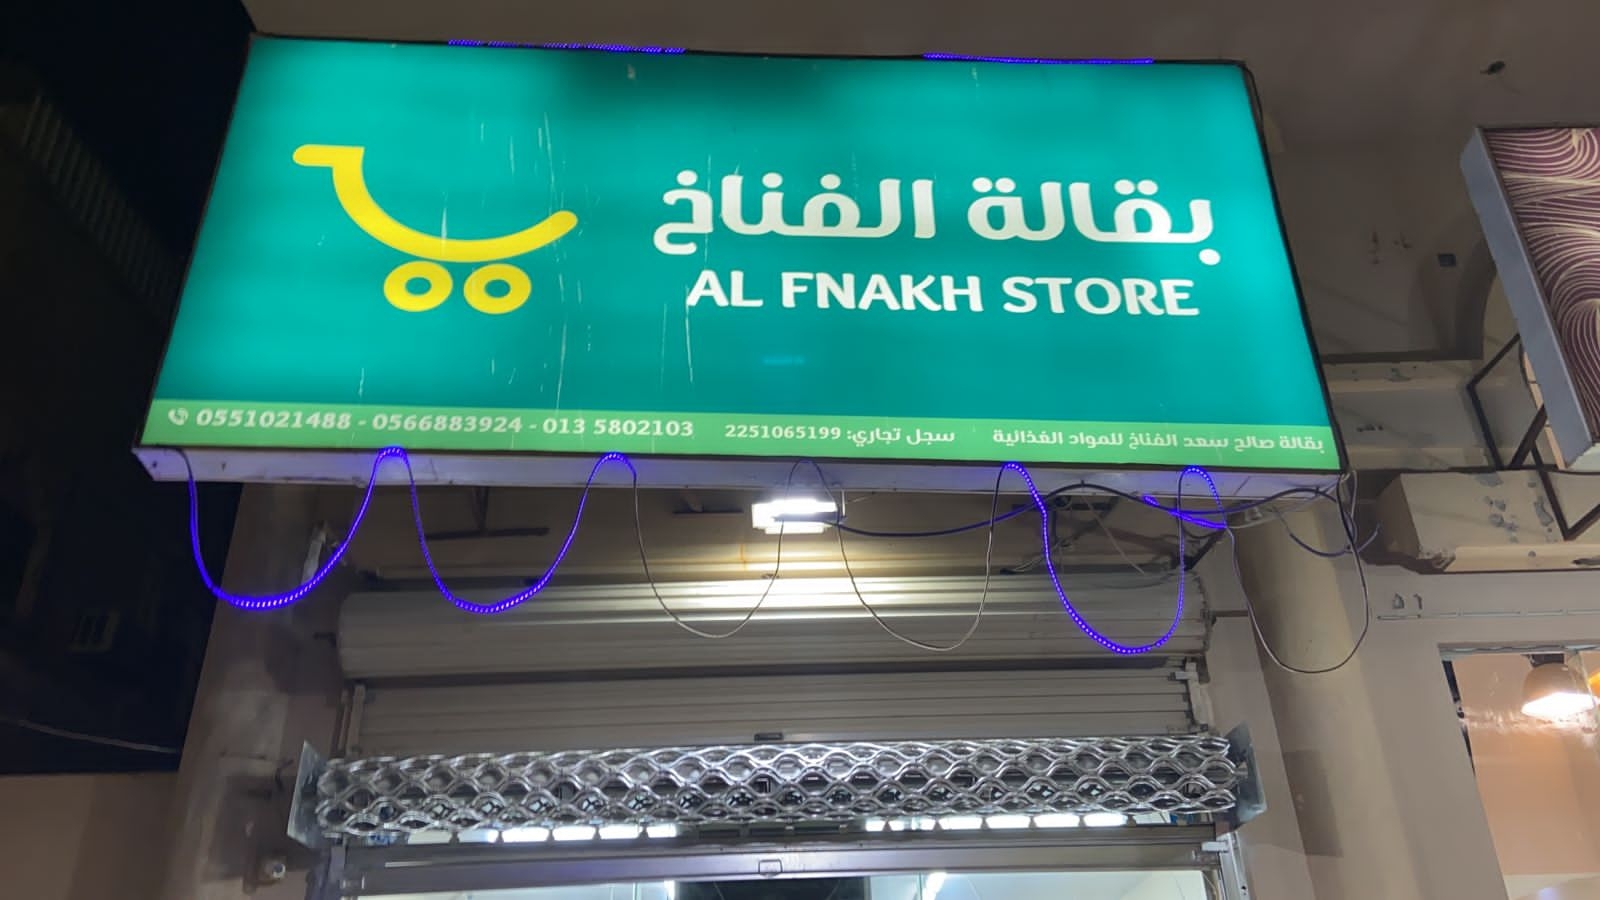 بقالة الفناخ
AL FNAKH STORE
0551021488 - 0566883924 - 013 5802103
سجل تجاري: 2251065199
بقالة صالح سعد الفناخ للمواد الغذائية